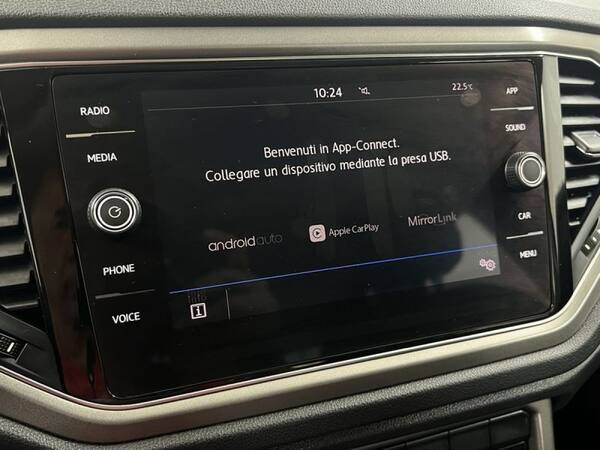 RADIO
MEDIA
PHONE
VOICE
10:24
22.5°C
Benvenuti in App-Connect.
Collegare un dispositivo mediante la presa USB.
androidauto
Apple CarPlay
MirrorLink
Info
i
APP
SOUND
CAR
MENU